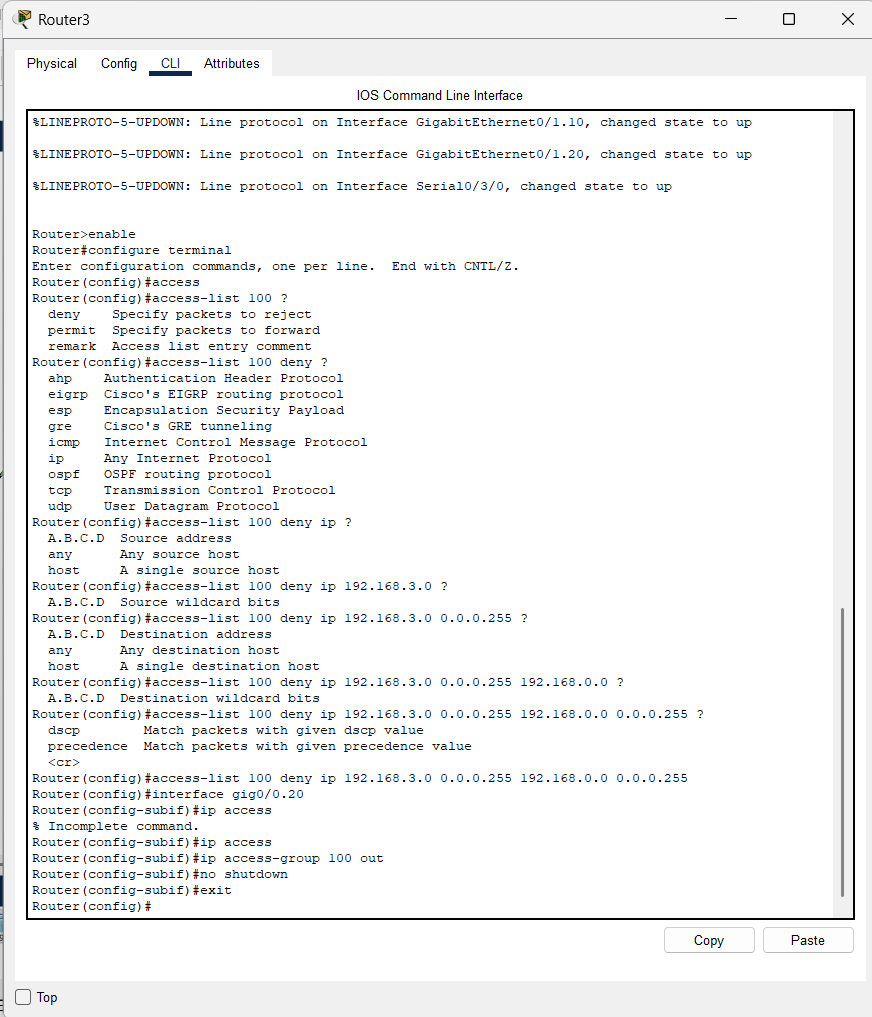 Router3
Physical Config CLI Attributes
IOS Command Line Interface
%LINEPROTO-5-UPDOWN: Line protocol on Interface GigabitEthernet0/1.10, changed state to up
%LINEPROTO-5-UPDOWN: Line protocol on Interface GigabitEthernet0/1.20, changed state to up
%LINEPROTO-5-UPDOWN: Line protocol on Interface Serial0/3/0, changed state to up
Router>enable
Router#configure terminal
Enter configuration commands, one per line.  End with CNTL/Z.
Router(config)#access
Router(config)#access-list 100 ?
  deny    Specify packets to reject
  permit  Specify packets to forward
  remark  Access list entry comment
Router(config)#access-list 100 deny ?
  ahp    Authentication Header Protocol
  eigrp  Cisco's EIGRP routing protocol
  esp    Encapsulation Security Payload
  gre    Cisco's GRE tunneling
  icmp   Internet Control Message Protocol
  ip     Any Internet Protocol
  ospf   OSPF routing protocol
  tcp    Transmission Control Protocol
  udp    User Datagram Protocol
Router(config)#access-list 100 deny ip ?
  A.B.C.D  Source address
  any      Any source host
  host     A single source host
Router(config)#access-list 100 deny ip 192.168.3.0 ?
  A.B.C.D  Source wildcard bits
Router(config)#access-list 100 deny ip 192.168.3.0 0.0.0.255 ?
  A.B.C.D  Destination address
  any      Any destination host
  host     A single destination host
Router(config)#access-list 100 deny ip 192.168.3.0 0.0.0.255 192.168.0.0 ?
  A.B.C.D  Destination wildcard bits
Router(config)#access-list 100 deny ip 192.168.3.0 0.0.0.255 192.168.0.0 0.0.0.255 ?
  dscp        Match packets with given dscp value
  precedence  Match packets with given precedence value
  <cr>
Router(config)#access-list 100 deny ip 192.168.3.0 0.0.0.255 192.168.0.0 0.0.0.255
Router(config)#interface gig0/0.20
Router(config-subif)#ip access
% Incomplete command.
Router(config-subif)#ip access
Router(config-subif)#ip access-group 100 out
Router(config-subif)#no shutdown
Router(config-subif)#exit
Router(config)#
Copy Paste
Top